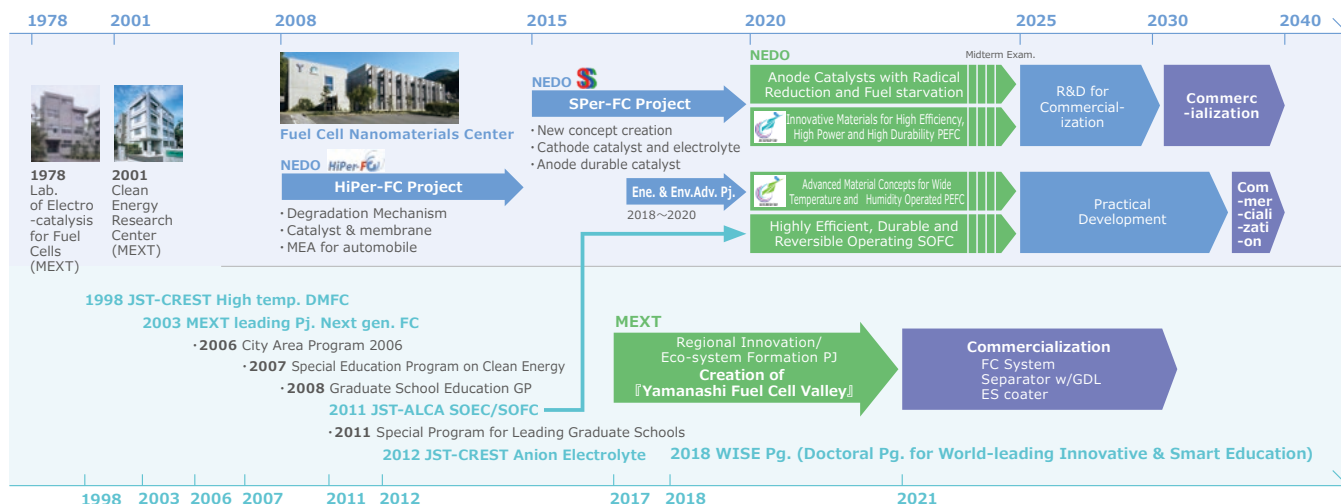 1978
2001
2008
2015
2020
2025
2030
2040
1978
Lab.
of Electro
-catalysis
for Fuel
Cells
(MEXT)
2001
Clean
Energy
Research
Center
(MEXT)
Fuel Cell Nanomaterials Center
NEDO HiPer-FC
HiPer-FC Project
・Degradation Mechanism
・Catalyst & membrane
・MEA for automobile
NEDO
SPer-FC Project
・New concept creation
・Cathode catalyst and electrolyte
・Anode durable catalyst
Ene. & Env.Adv. Pj.
2018～2020
NEDO
Midterm Exam.
Anode Catalysts with Radical
Reduction and Fuel starvation
Innovative Materials for High Efficiency,
High Power and High Durability PEFC
Advanced Material Concepts for Wide
Temperature and Humidity Operated PEFC
Highly Efficient, Durable and
Reversible Operating SOFC
R&D for
Commercial-
ization
Commerc
-ialization
Practical
Development
Com
-mer
-ciali
-zati
-on
1998 JST-CREST High temp. DMFC
2003 MEXT leading Pj. Next gen. FC
・2006 City Area Program 2006
・2007 Special Education Program on Clean Energy
・2008 Graduate School Education GP
2011 JST-ALCA SOEC/SOFC
・2011 Special Program for Leading Graduate Schools
2012 JST-CREST Anion Electrolyte
2018 WISE Pg. (Doctoral Pg. for World-leading Innovative & Smart Education)
MEXT
Regional Innovation/
Eco-system Formation PJ
Creation of
『Yamanashi Fuel Cell Valley』
Commercialization
FC System
Separator w/GDL
ES coater
1998
2003
2006
2007
2011
2012
2017
2018
2021